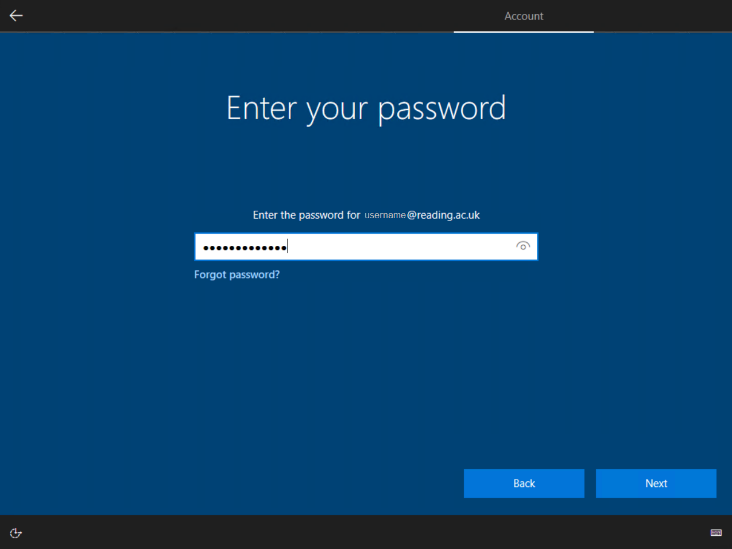 Account
Enter your password
Enter the password for username@reading.ac.uk
•••••••••••••
Forgot password?
Back
Next